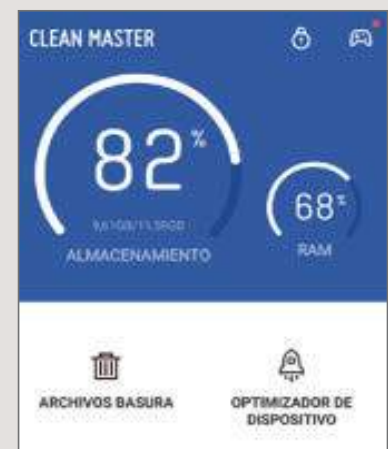 CLEAN MASTER
82%
ALMACENAMIENTO
68%
RAM
ARCHIVOS BASURA
OPTIMIZADOR DE
DISPOSITIVO